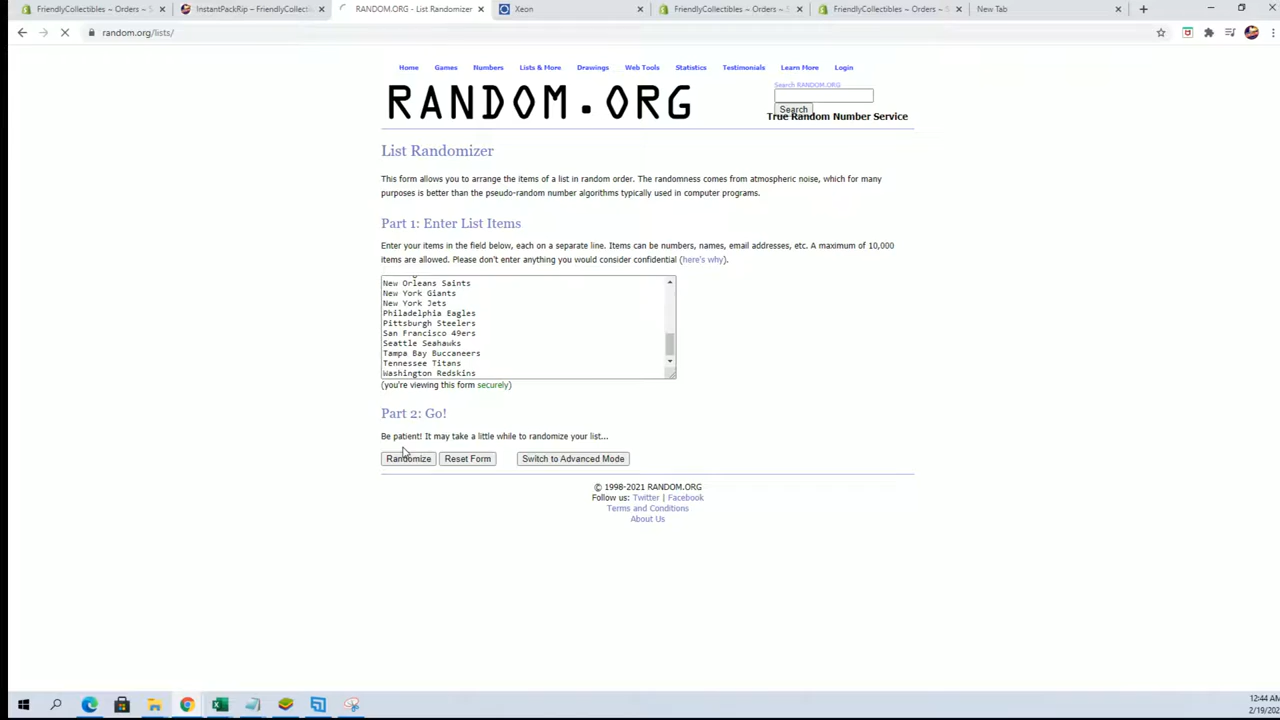 FriendlyCollectibles ~ Orders ~ S
InstantPackRip – FriendlyCollecti
RANDOM.ORG - List Randomizer
Xeon
FriendlyCollectibles ~ Orders ~ S
FriendlyCollectibles ~ Orders ~ S
New Tab
random.org/lists/
Home Games Numbers Lists & More Drawings Web Tools Statistics Testimonials Learn More Login
RANDOM.ORG
Search RANDOM.ORG
Search
True Random Number Service
List Randomizer
This form allows you to arrange the items of a list in random order. The randomness comes from atmospheric noise, which for many
purposes is better than the pseudo-random number algorithms typically used in computer programs.
Part 1: Enter List Items
Enter your items in the field below, each on a separate line. Items can be numbers, names, email addresses, etc. A maximum of 10,000
items are allowed. Please don't enter anything you would consider confidential (here's why).
New Orleans Saints
New York Giants
New York Jets
Philadelphia Eagles
Pittsburgh Steelers
San Francisco 49ers
Seattle Seahawks
Tampa Bay Buccaneers
Tennessee Titans
Washington Redskins
(you're viewing this form securely)
Part 2: Go!
Be patient! It may take a little while to randomize your list...
Randomize Reset Form Switch to Advanced Mode
© 1998-2021 RANDOM.ORG
Follow us: Twitter | Facebook
Terms and Conditions
About Us
12:44 AM
2/19/202